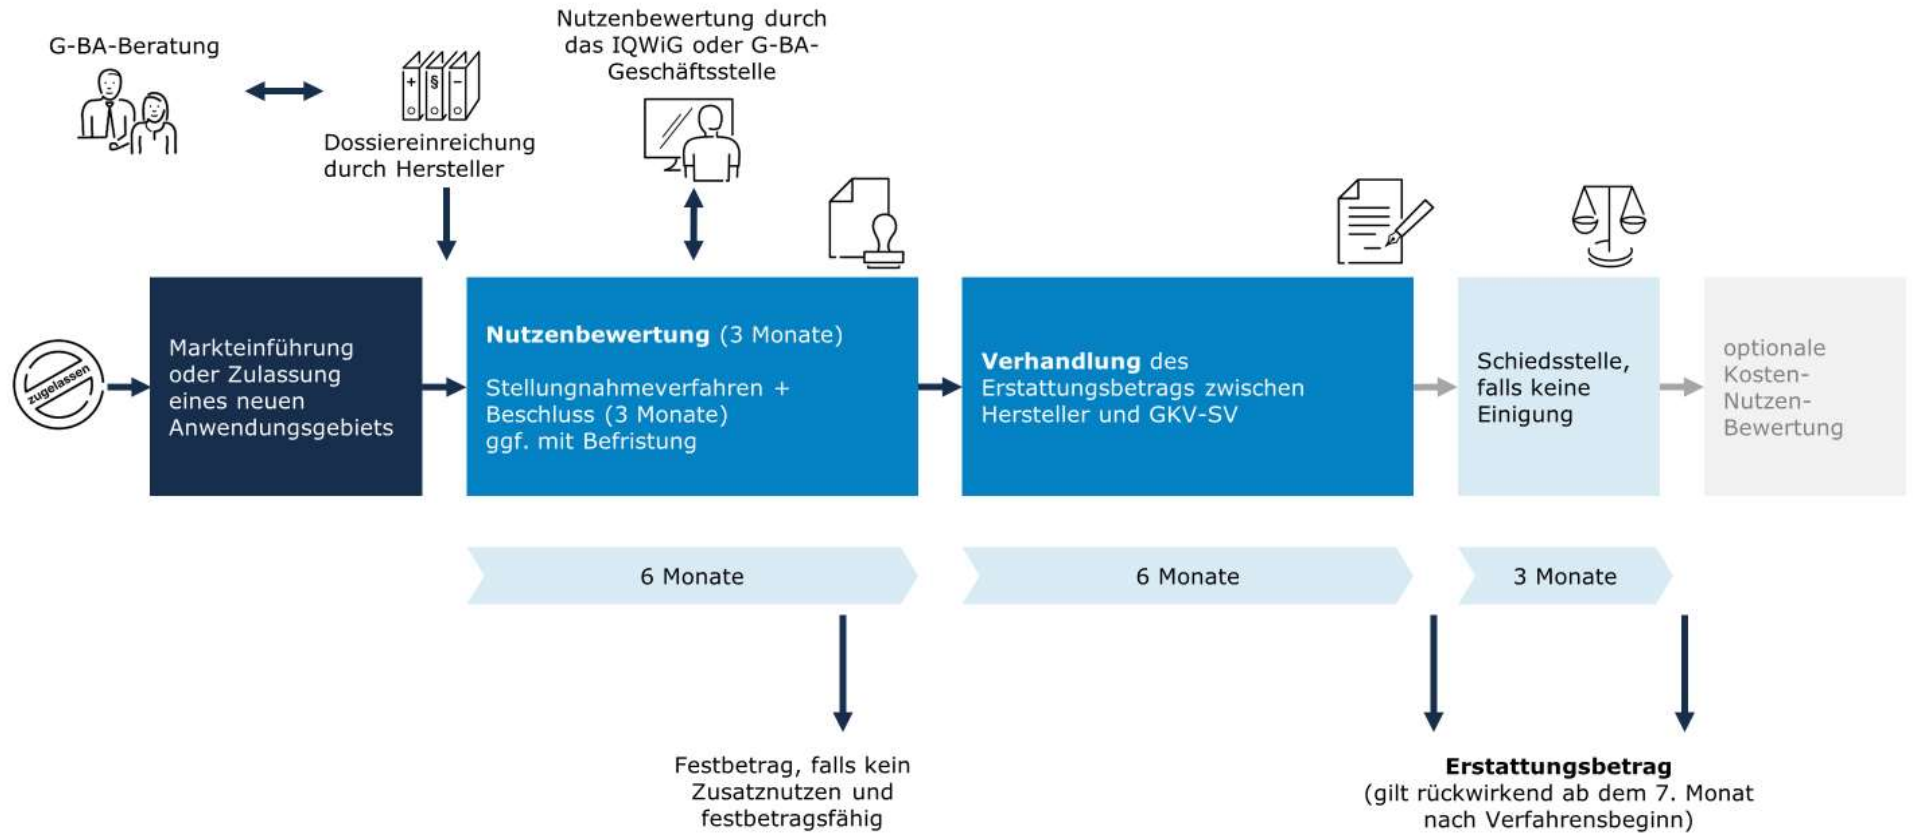 G-BA-Beratung
+ § −
Dossiereinreichung
durch Hersteller
Nutzenbewertung durch
das IQWiG oder G-BA-
Geschäftsstelle
zugelassen
Markteinführung
oder Zulassung
eines neuen
Anwendungsgebiets
Nutzenbewertung (3 Monate)
Stellungnahmeverfahren +
Beschluss (3 Monate)
ggf. mit Befristung
Verhandlung des
Erstattungsbetrags zwischen
Hersteller und GKV-SV
Schiedsstelle,
falls keine
Einigung
optionale
Kosten-
Nutzen-
Bewertung
6 Monate
6 Monate
3 Monate
Festbetrag, falls kein
Zusatznutzen und
festbetragsfähig
Erstattungsbetrag
(gilt rückwirkend ab dem 7. Monat
nach Verfahrensbeginn)